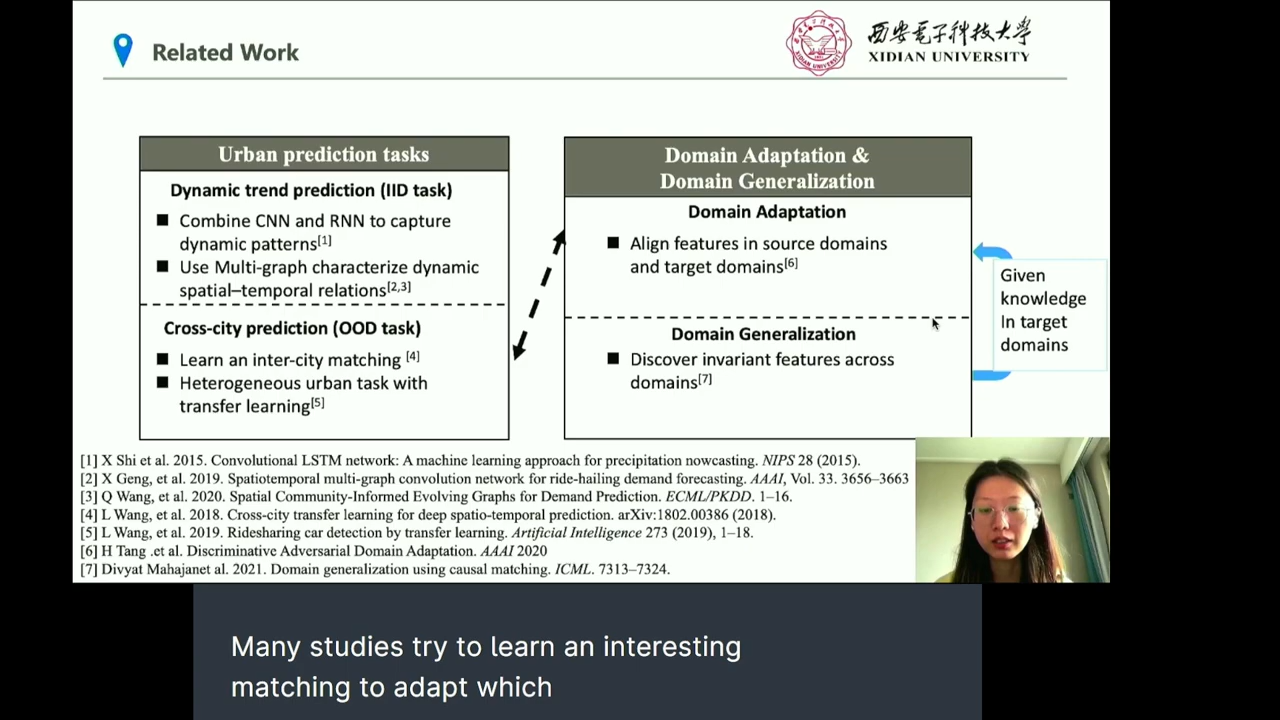 Related Work
西安电子科技大学
XIDIAN UNIVERSITY
Urban prediction tasks
Dynamic trend prediction (IID task)
■ Combine CNN and RNN to capture
dynamic patterns[1]
■ Use Multi-graph characterize dynamic
spatial–temporal relations[2,3]
Cross-city prediction (OOD task)
■ Learn an inter-city matching [4]
■ Heterogeneous urban task with
transfer learning[5]
Domain Adaptation &
Domain Generalization
Domain Adaptation
■ Align features in source domains
and target domains[6]
Domain Generalization
■ Discover invariant features across
domains[7]
Given
knowledge
In target
domains
[1] X Shi et al. 2015. Convolutional LSTM network: A machine learning approach for precipitation nowcasting. NIPS 28 (2015).
[2] X Geng, et al. 2019. Spatiotemporal multi-graph convolution network for ride-hailing demand forecasting. AAAI, Vol. 33. 3656–3663
[3] Q Wang, et al. 2020. Spatial Community-Informed Evolving Graphs for Demand Prediction. ECML/PKDD. 1–16.
[4] L Wang, et al. 2018. Cross-city transfer learning for deep spatio-temporal prediction. arXiv:1802.00386 (2018).
[5] L Wang, et al. 2019. Ridesharing car detection by transfer learning. Artificial Intelligence 273 (2019), 1–18.
[6] H Tang .et al. Discriminative Adversarial Domain Adaptation. AAAI 2020
[7] Divyat Mahajanet al. 2021. Domain generalization using causal matching. ICML. 7313–7324.
Many studies try to learn an interesting
matching to adapt which